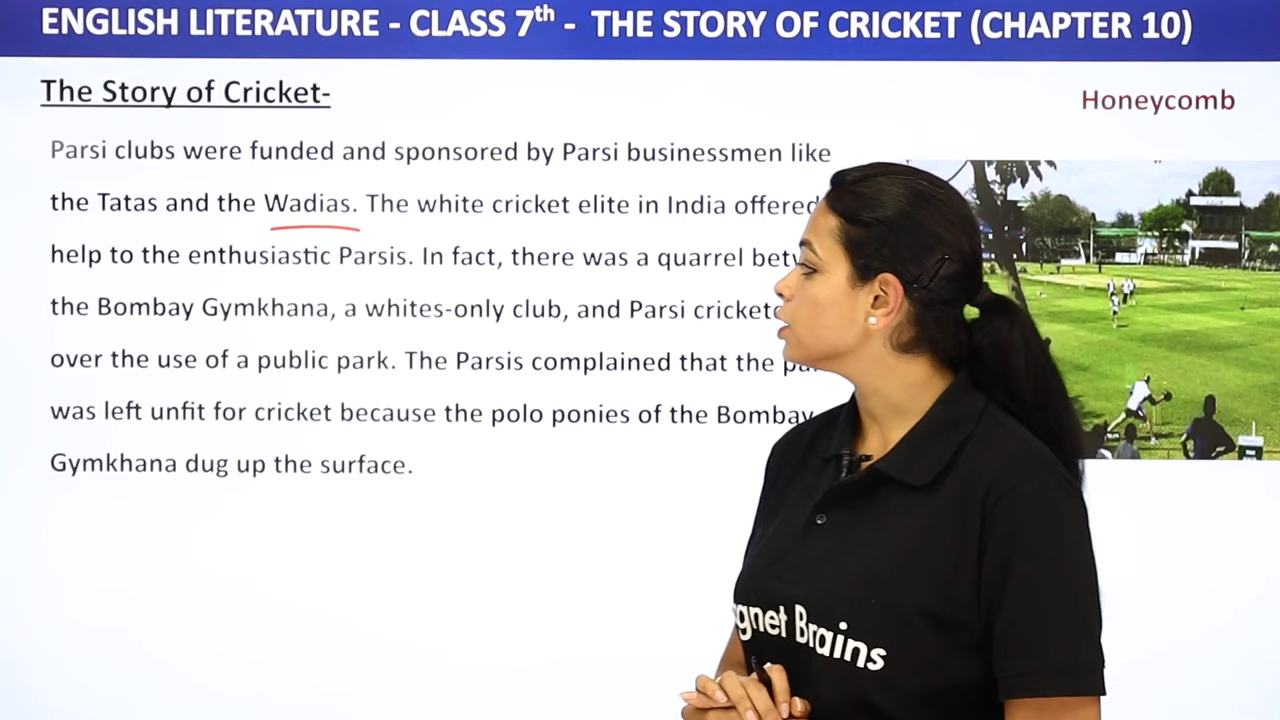 ENGLISH LITERATURE - CLASS 7th - THE STORY OF CRICKET (CHAPTER 10)
The Story of Cricket-
Honeycomb
Parsi clubs were funded and sponsored by Parsi businessmen like
the Tatas and the Wadias. The white cricket elite in India offered
help to the enthusiastic Parsis. In fact, there was a quarrel
the Bombay Gymkhana, a whites-only club, and Parsi
over the use of a public park. The Parsis complained that the
was left unfit for cricket because the polo ponies of the Bombay
Gymkhana dug up the surface.
gnet Brains